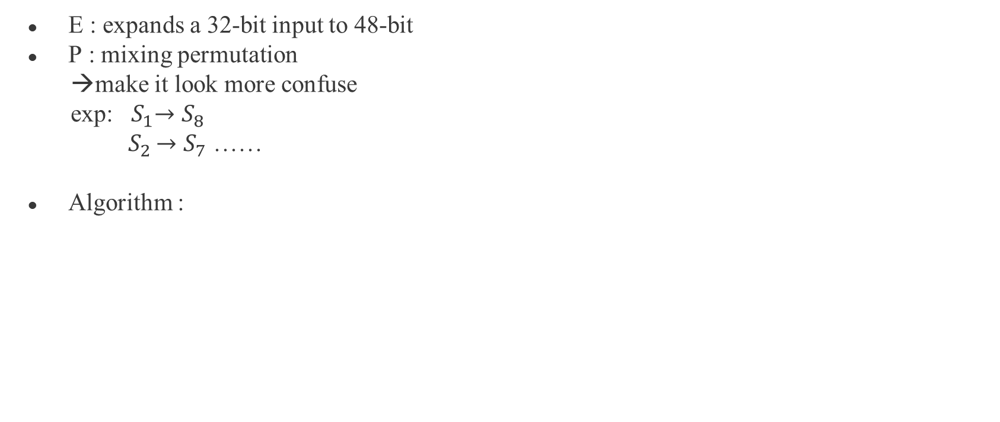 • E : expands a 32-bit input to 48-bit
• P : mixing permutation
→make it look more confuse
exp: S₁→ S₈
S₂ → S₇ ......
• Algorithm :